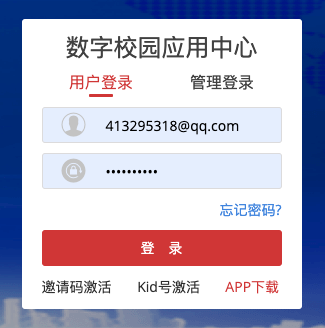 数字校园应用中心
用户登录 管理登录
413295318@qq.com
••••••••••
忘记密码?
登 录
邀请码激活 Kid号激活 APP下载